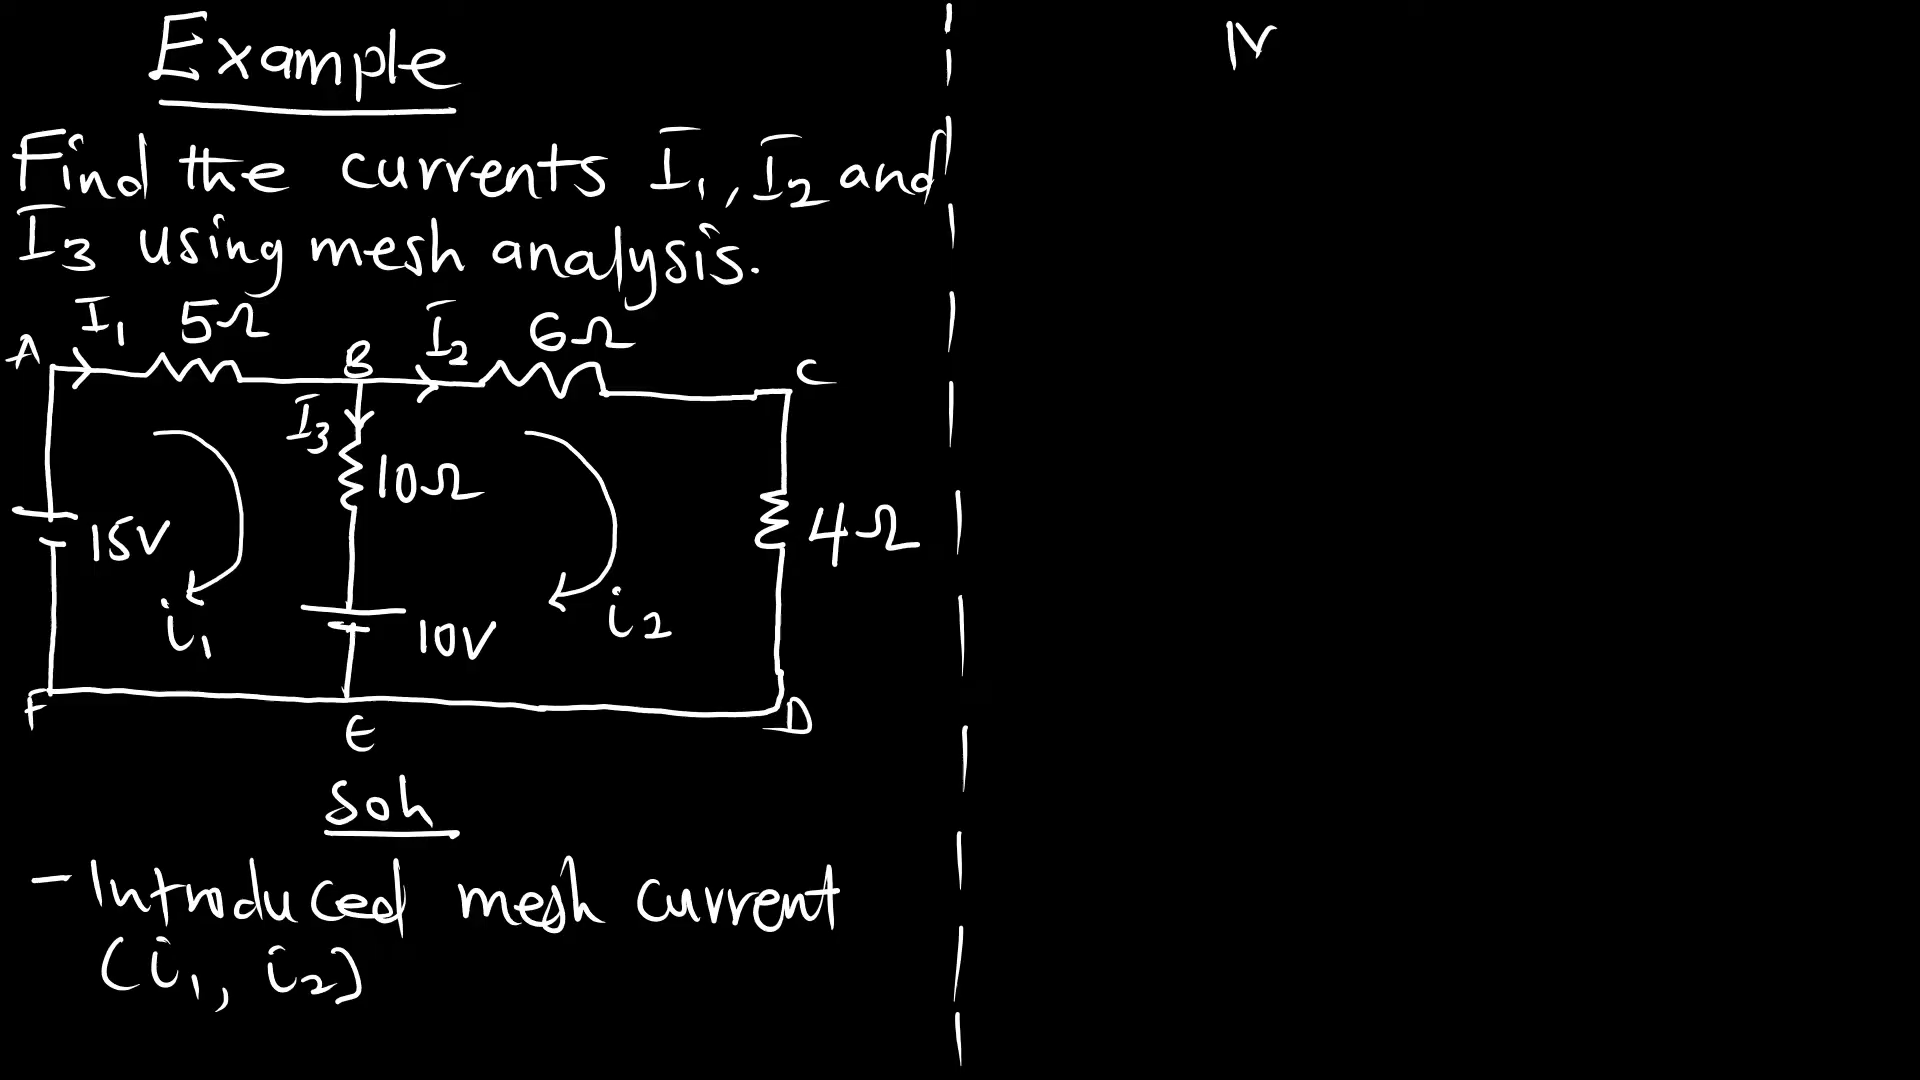 Example
Find the currents I₁, I₂ and
I₃ using mesh analysis.
I₁ 5Ω I₂ 6Ω
A B C
I₃ 10Ω
15V 4Ω
i₁ 10V i₂
F E D
Soln
- Introduced mesh current
(i₁, i₂)